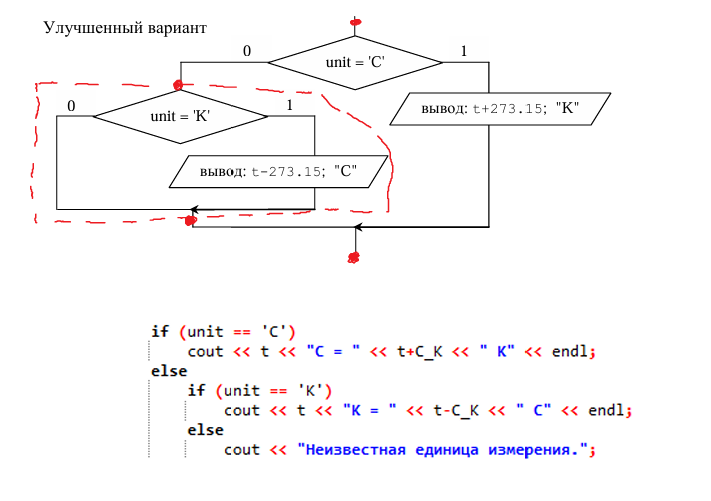 Улучшенный вариант
0
1
unit = 'C'
вывод: t+273.15; "K"
0
1
unit = 'K'
вывод: t-273.15; "C"
if (unit == 'C')
cout << t << "C = " << t+C_K << " K" << endl;
else
if (unit == 'K')
cout << t << "K = " << t-C_K << " C" << endl;
else
cout << "Неизвестная единица измерения.";